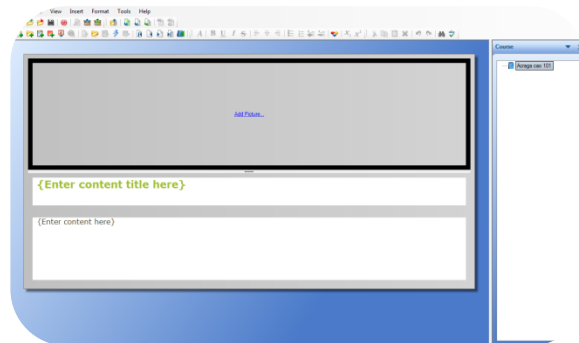 View Insert Format Tools Help
Course
Add Picture...
{Enter content title here}
{Enter content here}